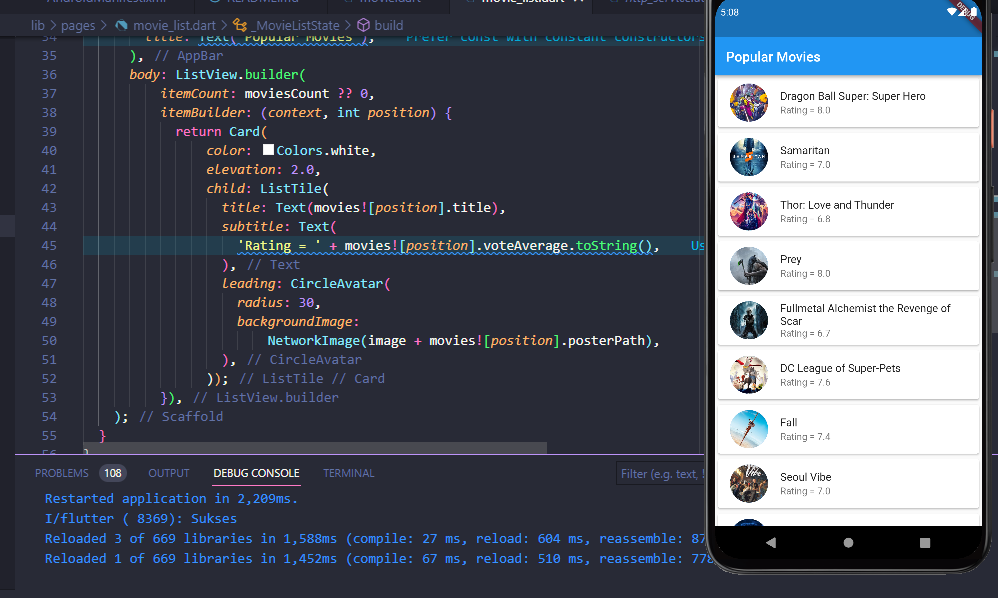 AndroidManifest.xml
README.md
movie.dart
movie_list.dart
http_service
lib > pages > movie_list.dart > _MovieListState > build
34 title: Text('Popular Movies'), Prefer const with constant constructors
35 ), // AppBar
36 body: ListView.builder(
37 itemCount: moviesCount ?? 0,
38 itemBuilder: (context, int position) {
39 return Card(
40 color: Colors.white,
41 elevation: 2.0,
42 child: ListTile(
43 title: Text(movies![position].title),
44 subtitle: Text(
45 'Rating = ' + movies![position].voteAverage.toString(), Us
46 ), // Text
47 leading: CircleAvatar(
48 radius: 30,
49 backgroundImage:
50 NetworkImage(image + movies![position].posterPath),
51 ), // CircleAvatar
52 )); // ListTile // Card
53 }), // ListView.builder
54 ); // Scaffold
55 }
56 }
PROBLEMS 108 OUTPUT DEBUG CONSOLE TERMINAL Filter (e.g. text, !
Restarted application in 2,209ms.
I/flutter ( 8369): Sukses
Reloaded 3 of 669 libraries in 1,588ms (compile: 27 ms, reload: 604 ms, reassemble: 87
Reloaded 1 of 669 libraries in 1,452ms (compile: 67 ms, reload: 510 ms, reassemble: 778
5:08
DEBUG
Popular Movies
Dragon Ball Super: Super Hero
Rating = 8.0
Samaritan
Rating = 7.0
Thor: Love and Thunder
Rating = 6.8
Prey
Rating = 8.0
Fullmetal Alchemist the Revenge of
Scar
Rating = 6.7
DC League of Super-Pets
Rating = 7.6
Fall
Rating = 7.4
Seoul Vibe
Rating = 7.0